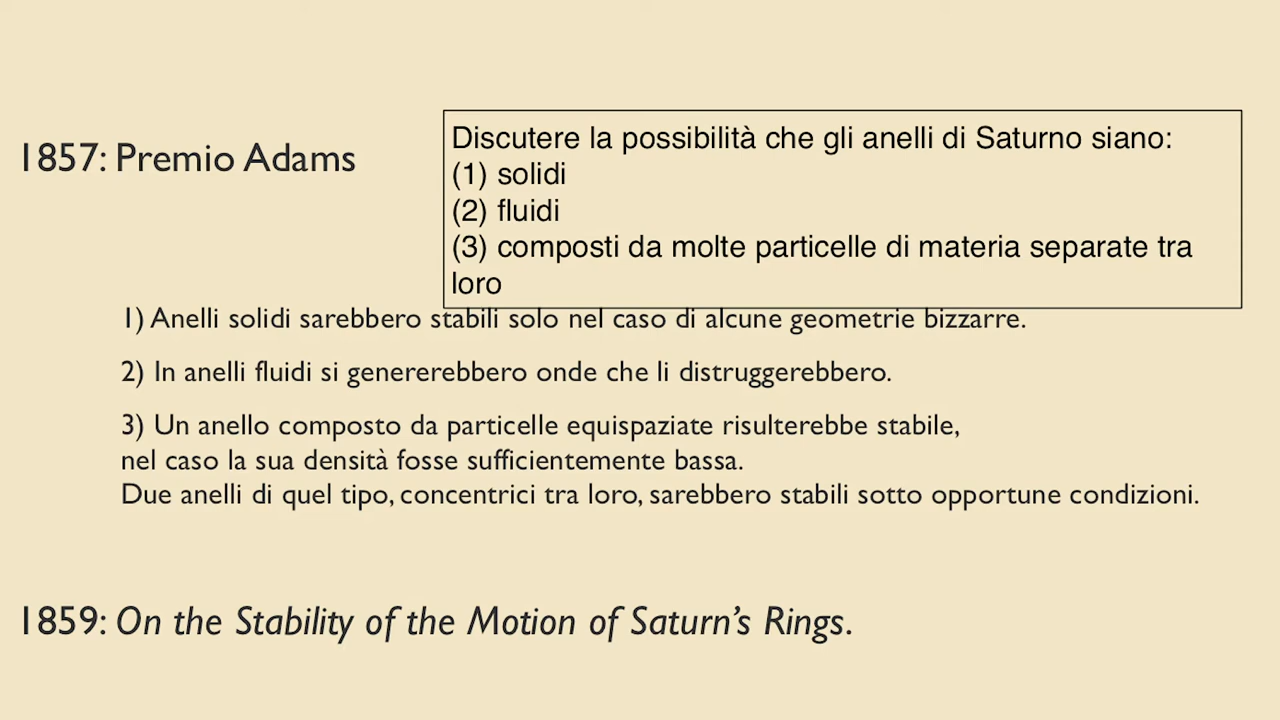 1857: Premio Adams
Discutere la possibilità che gli anelli di Saturno siano:
(1) solidi
(2) fluidi
(3) composti da molte particelle di materia separate tra
loro
1) Anelli solidi sarebbero stabili solo nel caso di alcune geometrie bizzarre.
2) In anelli fluidi si genererebbero onde che li distruggerebbero.
3) Un anello composto da particelle equispaziate risulterebbe stabile,
nel caso la sua densità fosse sufficientemente bassa.
Due anelli di quel tipo, concentrici tra loro, sarebbero stabili sotto opportune condizioni.
1859: On the Stability of the Motion of Saturn’s Rings.